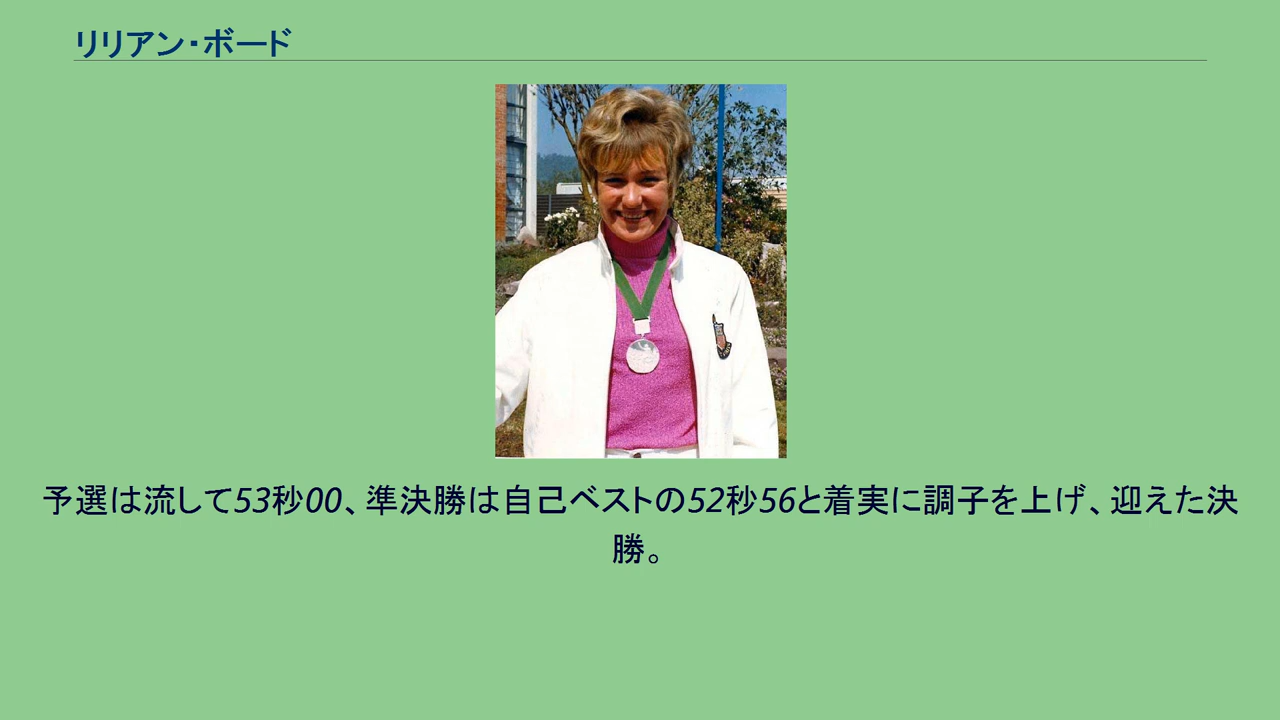 リリアン・ボード
予選は流して53秒00、準決勝は自己ベストの52秒56と着実に調子を上げ、迎えた決
勝。